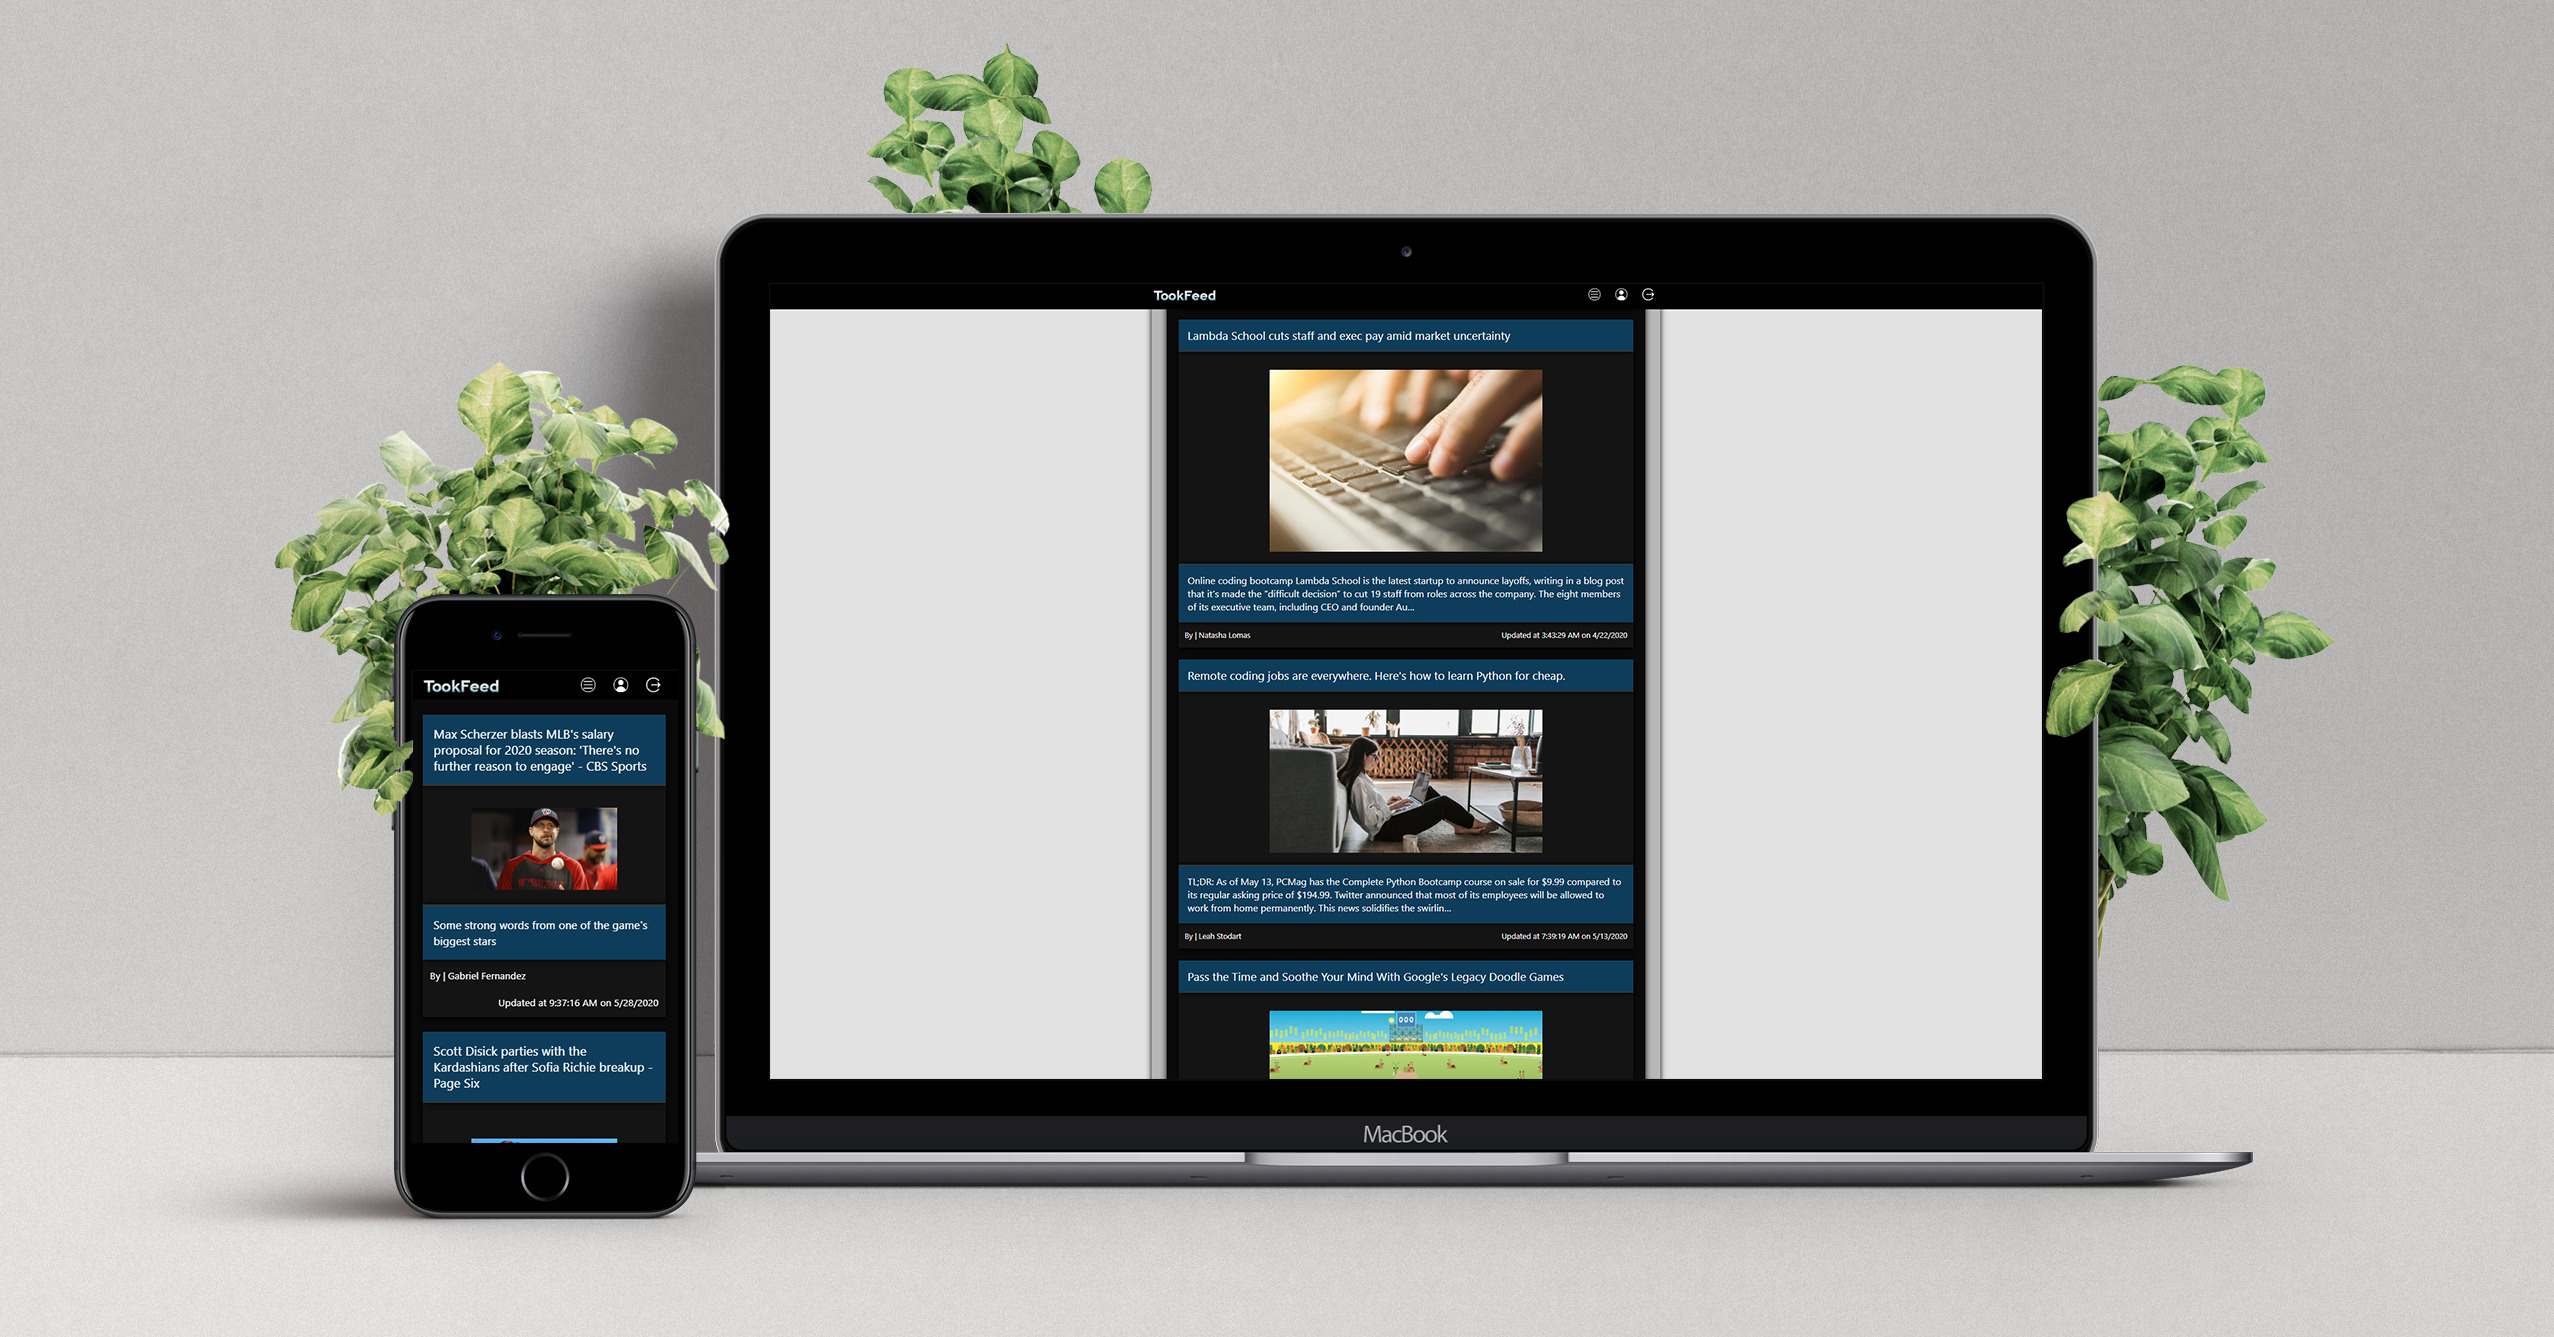 TookFeed
Lambda School cuts staff and exec pay amid market uncertainty
Online coding bootcamp Lambda School is the latest startup to announce layoffs, writing in a blog post
that it's made the “difficult decision” to cut 19 staff from roles across the company. The eight members
of its executive team, including CEO and founder Au...
By | Natasha Lomas
Updated at 3:43:29 AM on 4/22/2020
Remote coding jobs are everywhere. Here's how to learn Python for cheap.
TL;DR: As of May 13, PCMag has the Complete Python Bootcamp course on sale for $9.99 compared to
its regular asking price of $194.99. Twitter announced that most of its employees will be allowed to
work from home permanently. This news solidifies the swirlin...
By | Leah Stodart
Updated at 7:39:19 AM on 5/13/2020
Pass the Time and Soothe Your Mind With Google's Legacy Doodle Games
000
MacBook
TookFeed
Max Scherzer blasts MLB's salary
proposal for 2020 season: 'There's no
further reason to engage' - CBS Sports
Some strong words from one of the game's
biggest stars
By | Gabriel Fernandez
Updated at 9:37:16 AM on 5/28/2020
Scott Disick parties with the
Kardashians after Sofia Richie breakup -
Page Six